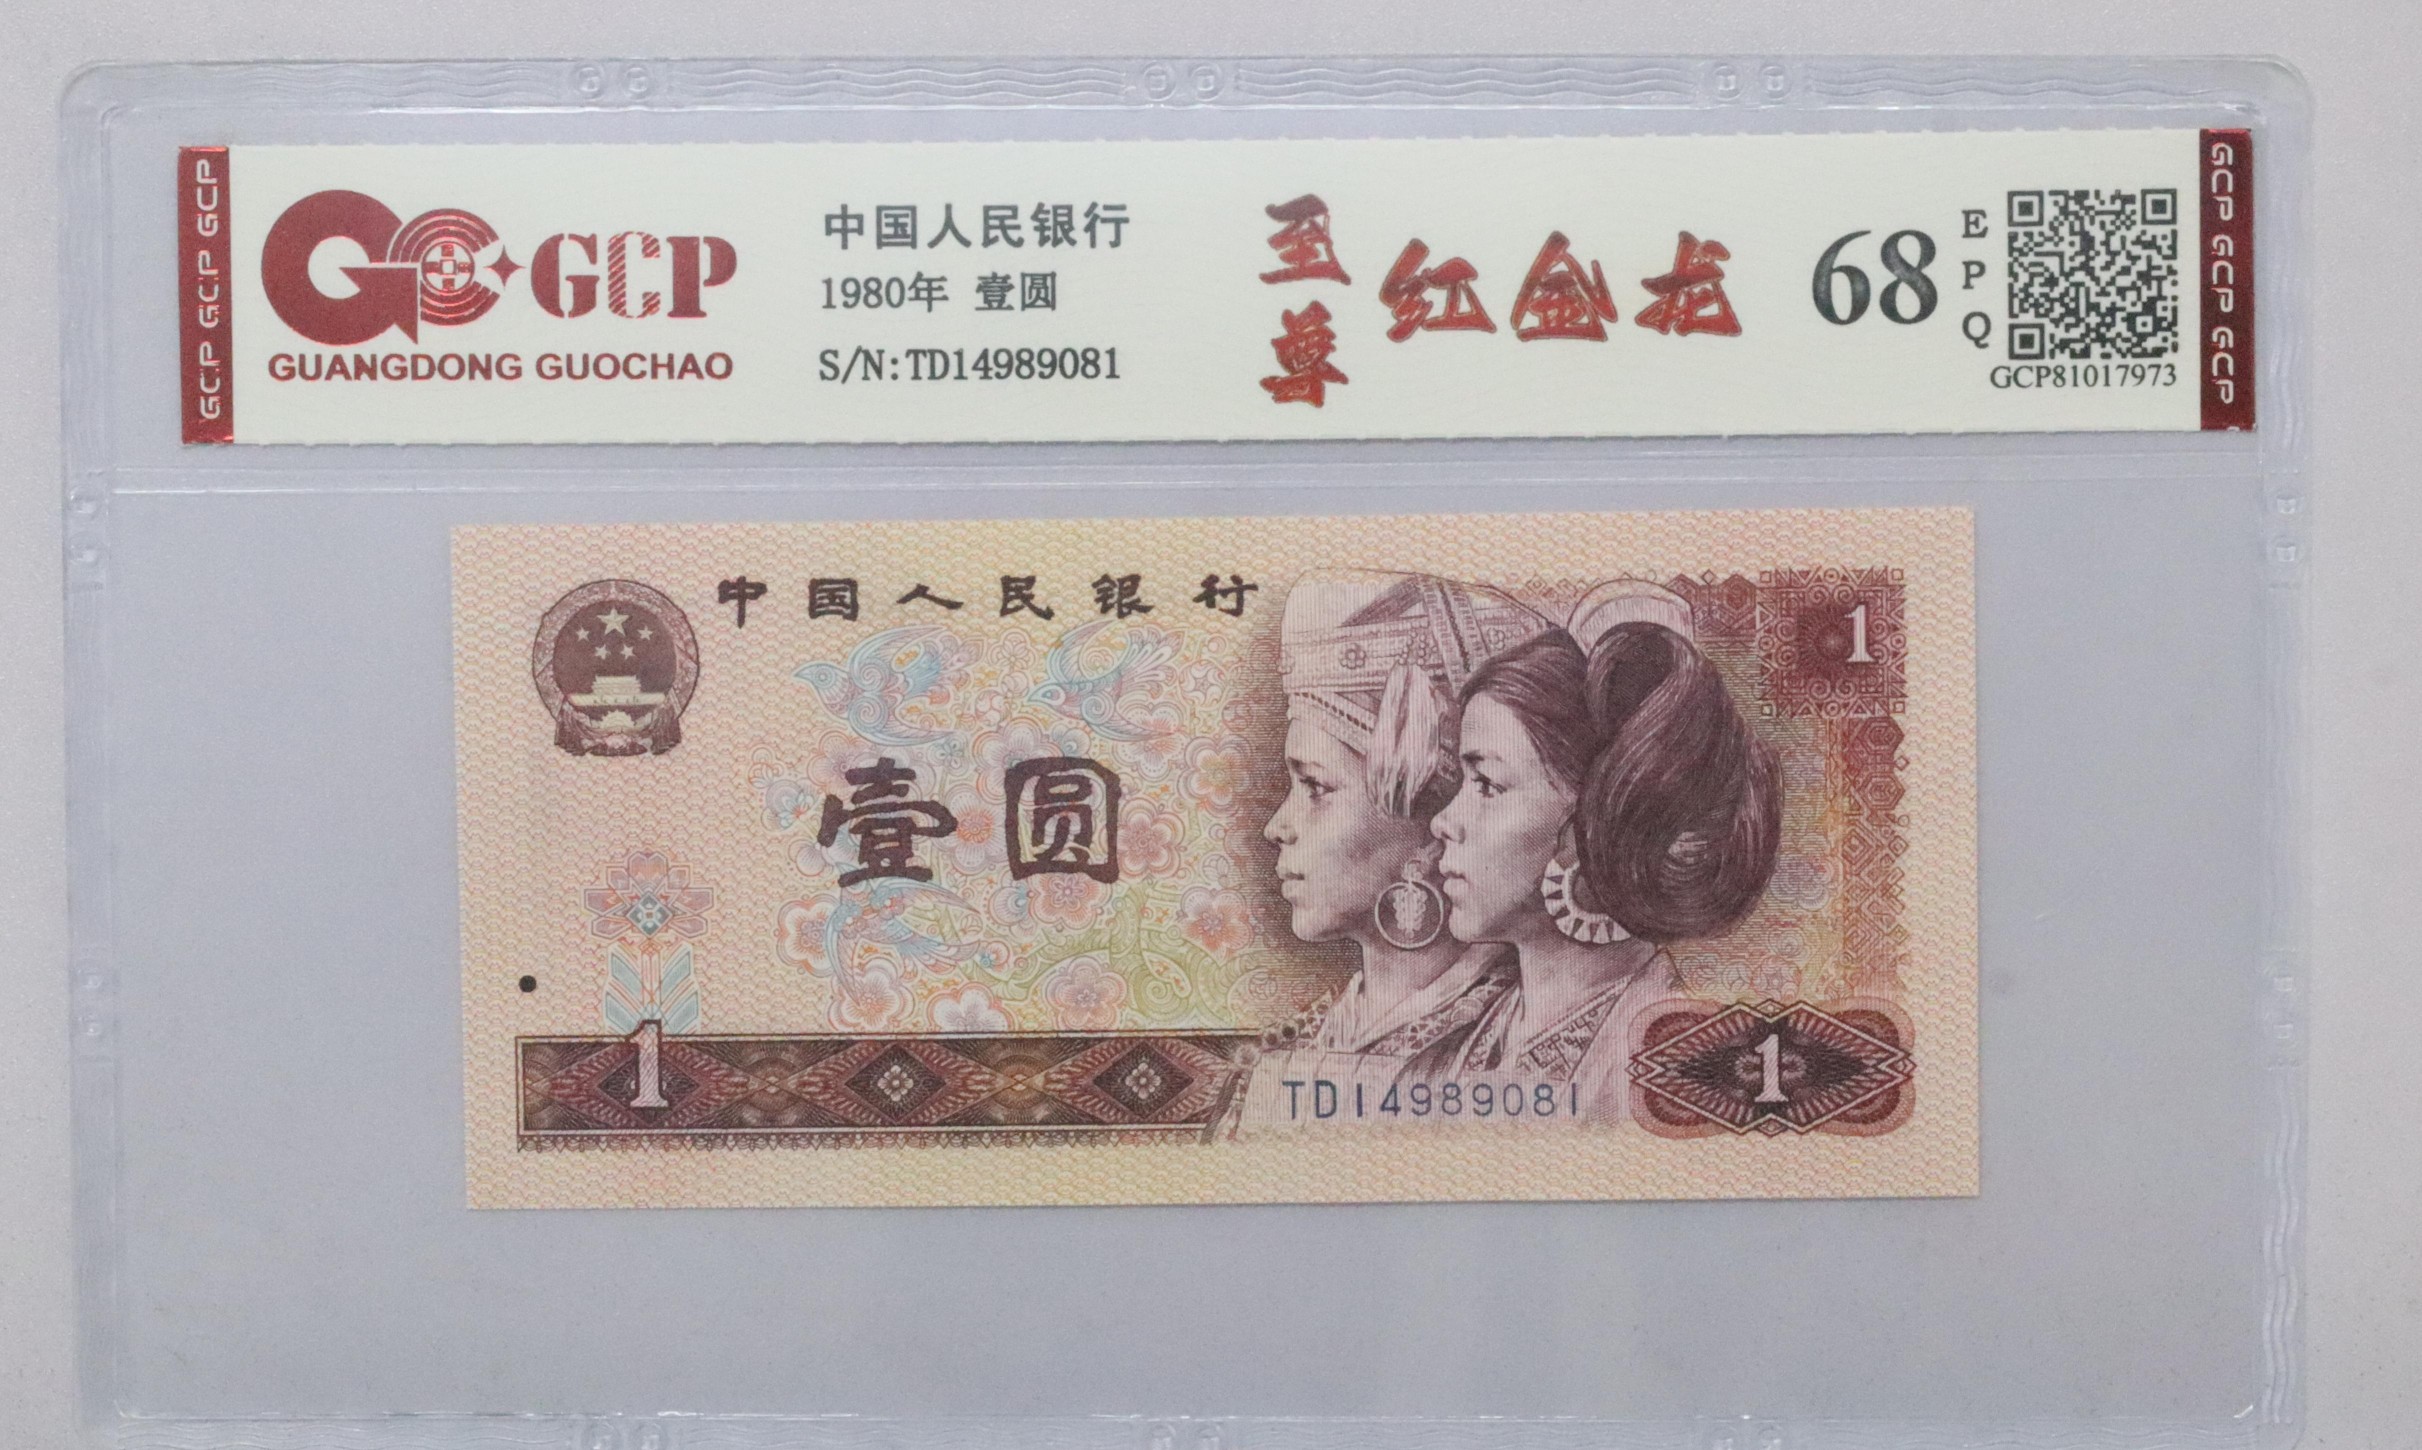 GCP GCP GCP
GCP
GUANGDONG GUOCHAO
中国人民银行
1980年 壹圆
S/N:TD14989081
至尊
红金龙
68
EPQ
GCP81017973
GCP GCP GCP
中国人民银行
1
壹圆
1
TD14989081
1